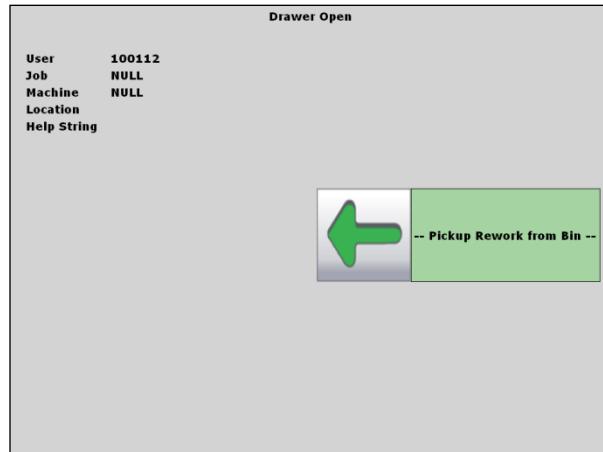 Drawer Open
User 100112
Job NULL
Machine NULL
Location
Help String
-- Pickup Rework from Bin --